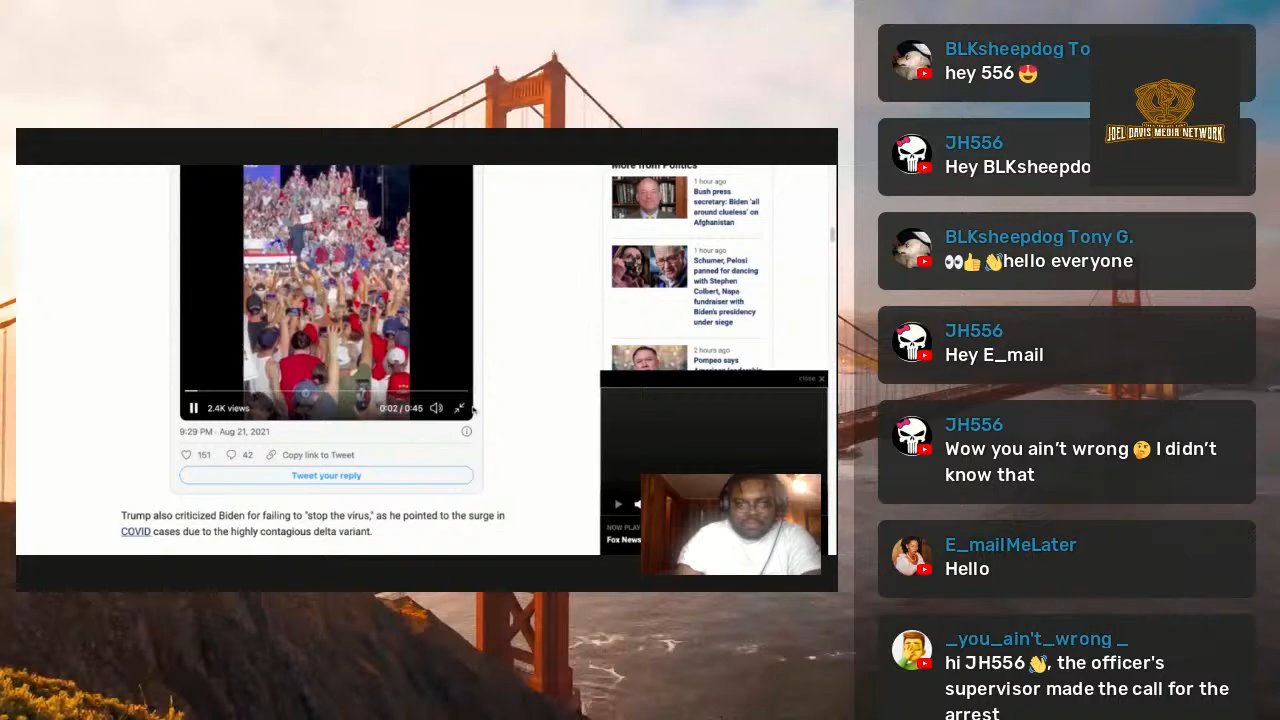 More from Politics
1 hour ago
Bush press
secretary: Biden 'all
around clueless' on
Afghanistan
1 hour ago
Schumer, Pelosi
panned for dancing
with Stephen
Colbert, Napa
fundraiser with
Biden's presidency
under siege
2 hours ago
Pompeo says
American leadership
CLOSE X
2.4K views
0:02 / 0:45
9:29 PM · Aug 21, 2021
151
42
Copy link to Tweet
Tweet your reply
Trump also criticized Biden for failing to "stop the virus," as he pointed to the surge in
COVID cases due to the highly contagious delta variant.
NOW PLAY
Fox News
BLKsheepdog To
hey 556 😍
JOEL DAVIS MEDIA NETWORK
JH556
Hey BLKsheepdo
BLKsheepdog Tony G.
👀👍👋hello everyone
JH556
Hey E_mail
JH556
Wow you ain't wrong 🤔 I didn't
know that
E_mailMeLater
Hello
_you_ain't_wrong _
hi JH556 👋, the officer's
supervisor made the call for the
arrest